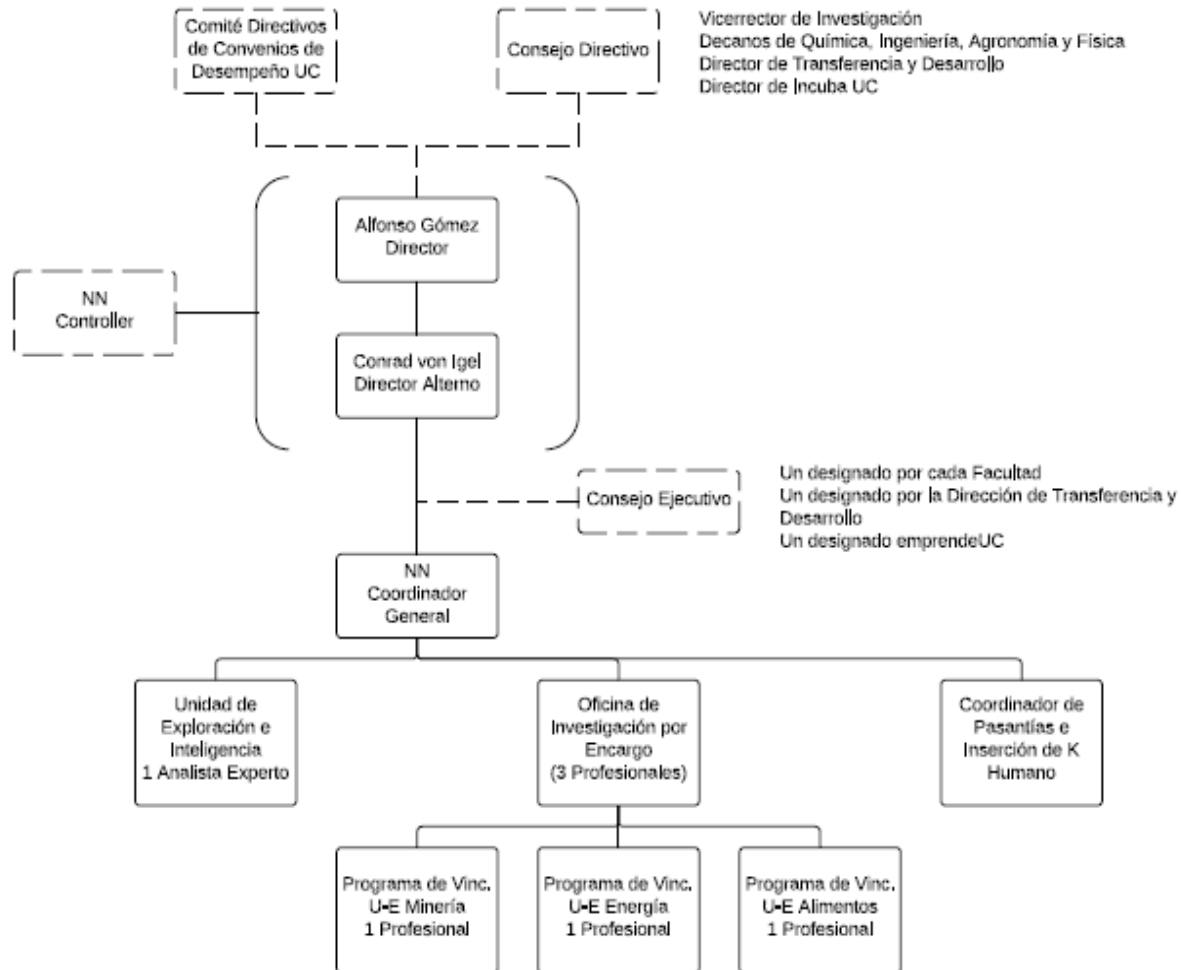 Comité Directivos
de Convenios de
Desempeño UC
Consejo Directivo
Vicerrector de Investigación
Decanos de Química, Ingeniería, Agronomía y Física
Director de Transferencia y Desarrollo
Director de Incuba UC
Alfonso Gómez
Director
NN
Controller
Conrad von Igel
Director Alterno
Consejo Ejecutivo
Un designado por cada Facultad
Un designado por la Dirección de Transferencia y
Desarrollo
Un designado emprendeUC
NN
Coordinador
General
Unidad de
Exploración e
Inteligencia
1 Analista Experto
Oficina de
Investigación por
Encargo
(3 Profesionales)
Coordinador de
Pasantías e
Inserción de K
Humano
Programa de Vinc.
U-E Minería
1 Profesional
Programa de Vinc.
U-E Energía
1 Profesional
Programa de Vinc.
U-E Alimentos
1 Profesional